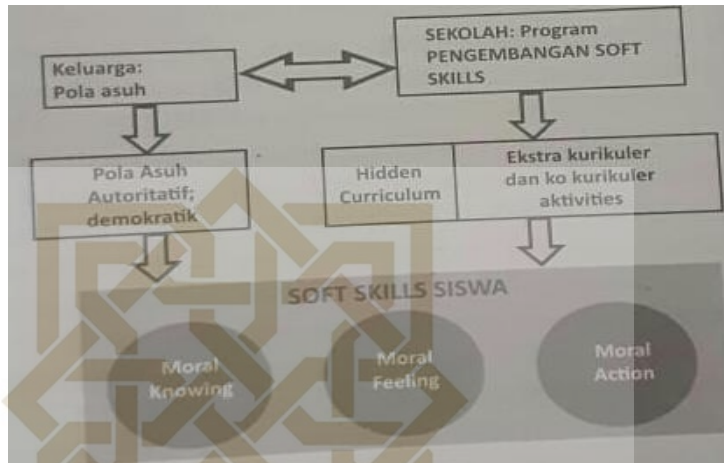 Keluarga:
Pola asuh
SEKOLAH: Program
PENGEMBANGAN SOFT
SKILLS
Pola Asuh
Autoritatif;
demokratik
Hidden
Curriculum
Ekstra kurikuler
dan ko kurikuler
aktivities
SOFT SKILLS SISWA
Moral
Knowing
Moral
Feeling
Moral
Action